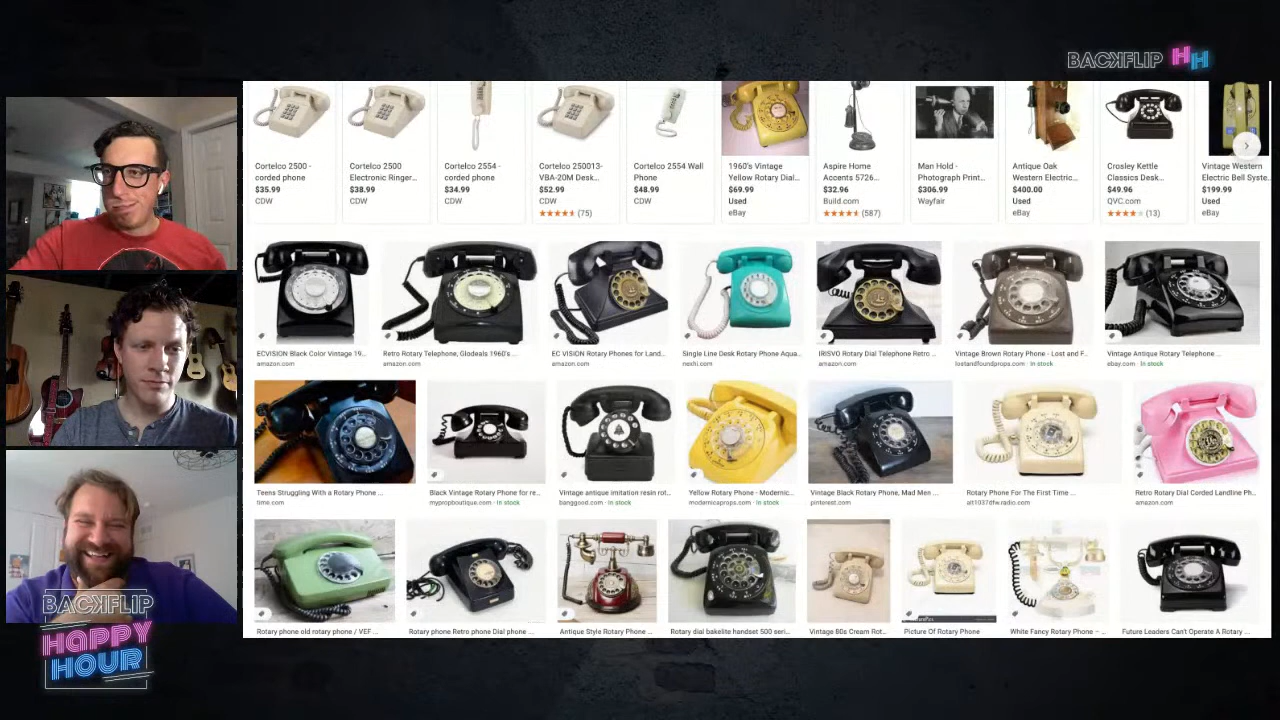 BACKFLIP HH
Cortelco 2500 - corded phone
$35.99
CDW
Cortelco 2500 Electronic Ringer...
$38.99
CDW
Cortelco 2554 - corded phone
$34.99
CDW
Cortelco 250013-VBA-20M Desk...
$52.99
CDW
(75)
Cortelco 2554 Wall Phone
$48.99
CDW
1960's Vintage Yellow Rotary Dial...
$69.99
Used
eBay
Aspire Home Accents 5726...
$32.96
Build.com
(587)
Man Hold - Photograph Print...
$306.99
Wayfair
Antique Oak Western Electric...
$400.00
Used
eBay
Crosley Kettle Classics Desk...
$49.96
QVC.com
(13)
Vintage Western Electric Bell Syste...
$199.99
Used
eBay
ECVISION Black Color Vintage 19...
amazon.com
Retro Rotary Telephone, Glodeals 1960's ...
amazon.com
EC VISION Rotary Phones for Land...
amazon.com
Single Line Desk Rotary Phone Aqua...
IRISVO Rotary Dial Telephone Retro ...
amazon.com
Vintage Brown Rotary Phone - Lost and F...
lostandfoundprops.com · In stock
Vintage Antique Rotary Telephone ...
ebay.com · In stock
Teens Struggling With a Rotary Phone ...
time.com
Black Vintage Rotary Phone for re...
mypropboutique.com · In stock
Vintage antique imitation resin rot...
banggood.com · In stock
Yellow Rotary Phone - Modernic...
modernicaprops.com · In stock
Vintage Black Rotary Phone, Mad Men ...
pinterest.com
Rotary Phone For The First Time ...
alt1037dfw.radio.com
Retro Rotary Dial Corded Landline Ph...
amazon.com
Rotary phone old rotary phone / VEF ...
Rotary phone Retro phone Dial phone ...
Antique Style Rotary Phone ...
Rotary dial bakelite handset 500 seri...
Vintage 80s Cream Rot...
Picture Of Rotary Phone
White Fancy Rotary Phone – ...
Future Leaders Can't Operate A Rotary ...
BACKFLIP
HAPPY
HOUR